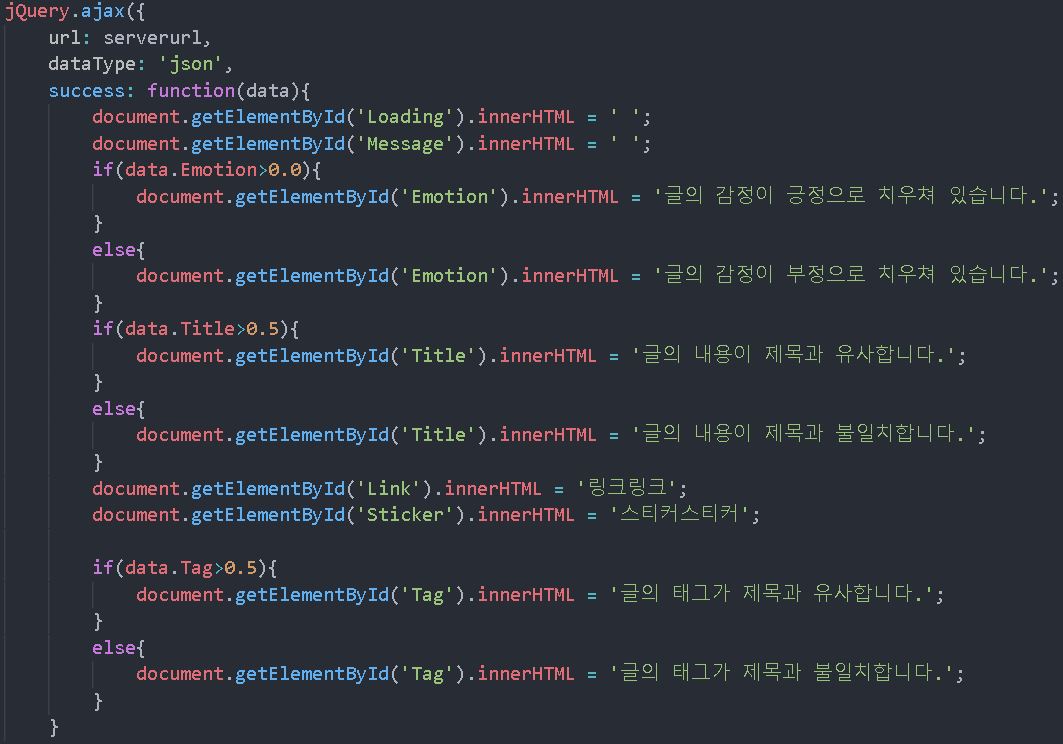 jQuery.ajax({
    url: serverurl,
    dataType: 'json',
    success: function(data){
        document.getElementById('Loading').innerHTML = ' ';
        document.getElementById('Message').innerHTML = ' ';
        if(data.Emotion>0.0){
            document.getElementById('Emotion').innerHTML = '글의 감정이 긍정으로 치우쳐 있습니다.';
        }
        else{
            document.getElementById('Emotion').innerHTML = '글의 감정이 부정으로 치우쳐 있습니다.';
        }
        if(data.Title>0.5){
            document.getElementById('Title').innerHTML = '글의 내용이 제목과 유사합니다.';
        }
        else{
            document.getElementById('Title').innerHTML = '글의 내용이 제목과 불일치합니다.';
        }
        document.getElementById('Link').innerHTML = '링크링크';
        document.getElementById('Sticker').innerHTML = '스티커스티커';

        if(data.Tag>0.5){
            document.getElementById('Tag').innerHTML = '글의 태그가 제목과 유사합니다.';
        }
        else{
            document.getElementById('Tag').innerHTML = '글의 태그가 제목과 불일치합니다.';
        }
    }